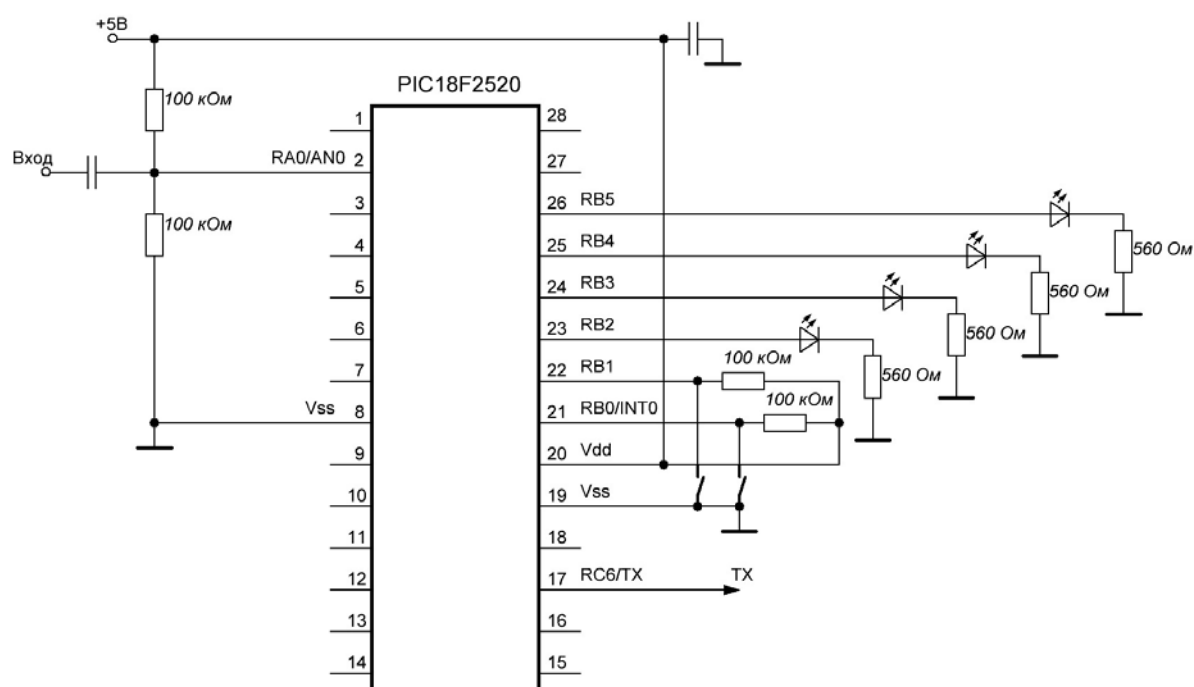 +5В
PIC18F2520
100 кОм
1 28
Вход
RA0/AN0 2 27
3 26 RB5
100 кОм
4 25 RB4
560 Ом
5 24 RB3
560 Ом
6 23 RB2
560 Ом
100 кОм
7 22 RB1
560 Ом
100 кОм
Vss 8 21 RB0/INT0
9 20 Vdd
10 19 Vss
11 18
12 17 RC6/TX TX
13 16
14 15